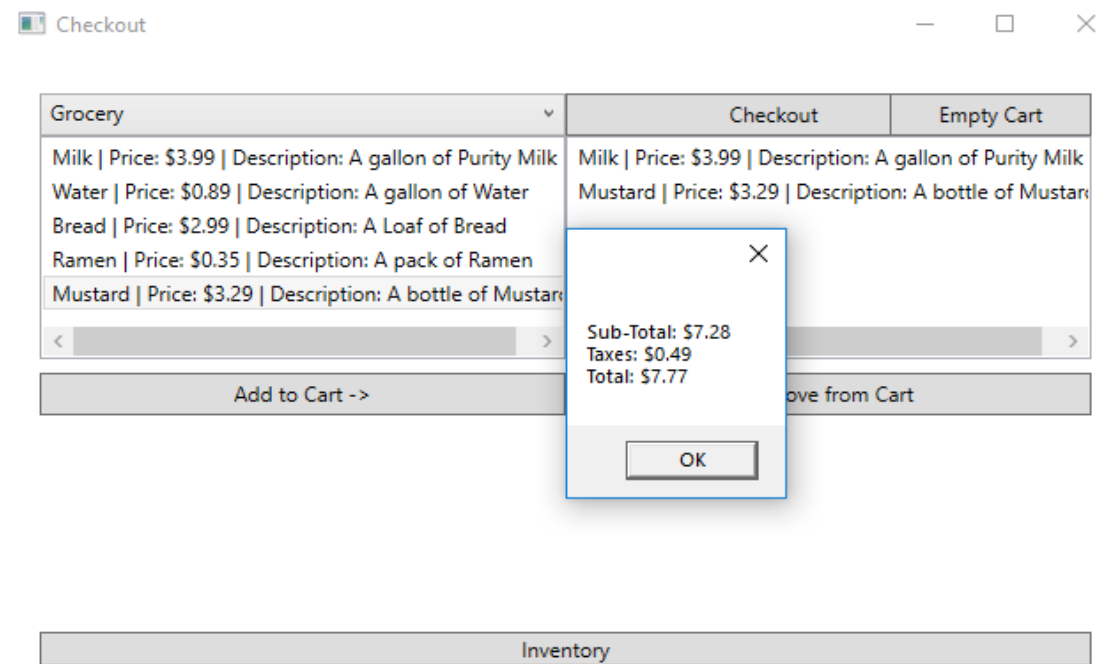 Checkout
Grocery
Checkout
Empty Cart
Milk | Price: $3.99 | Description: A gallon of Purity Milk
Water | Price: $0.89 | Description: A gallon of Water
Bread | Price: $2.99 | Description: A Loaf of Bread
Ramen | Price: $0.35 | Description: A pack of Ramen
Mustard | Price: $3.29 | Description: A bottle of Mustar
Milk | Price: $3.99 | Description: A gallon of Purity Milk
Mustard | Price: $3.29 | Description: A bottle of Mustar
Sub-Total: $7.28
Taxes: $0.49
Total: $7.77
OK
Add to Cart ->
ove from Cart
Inventory